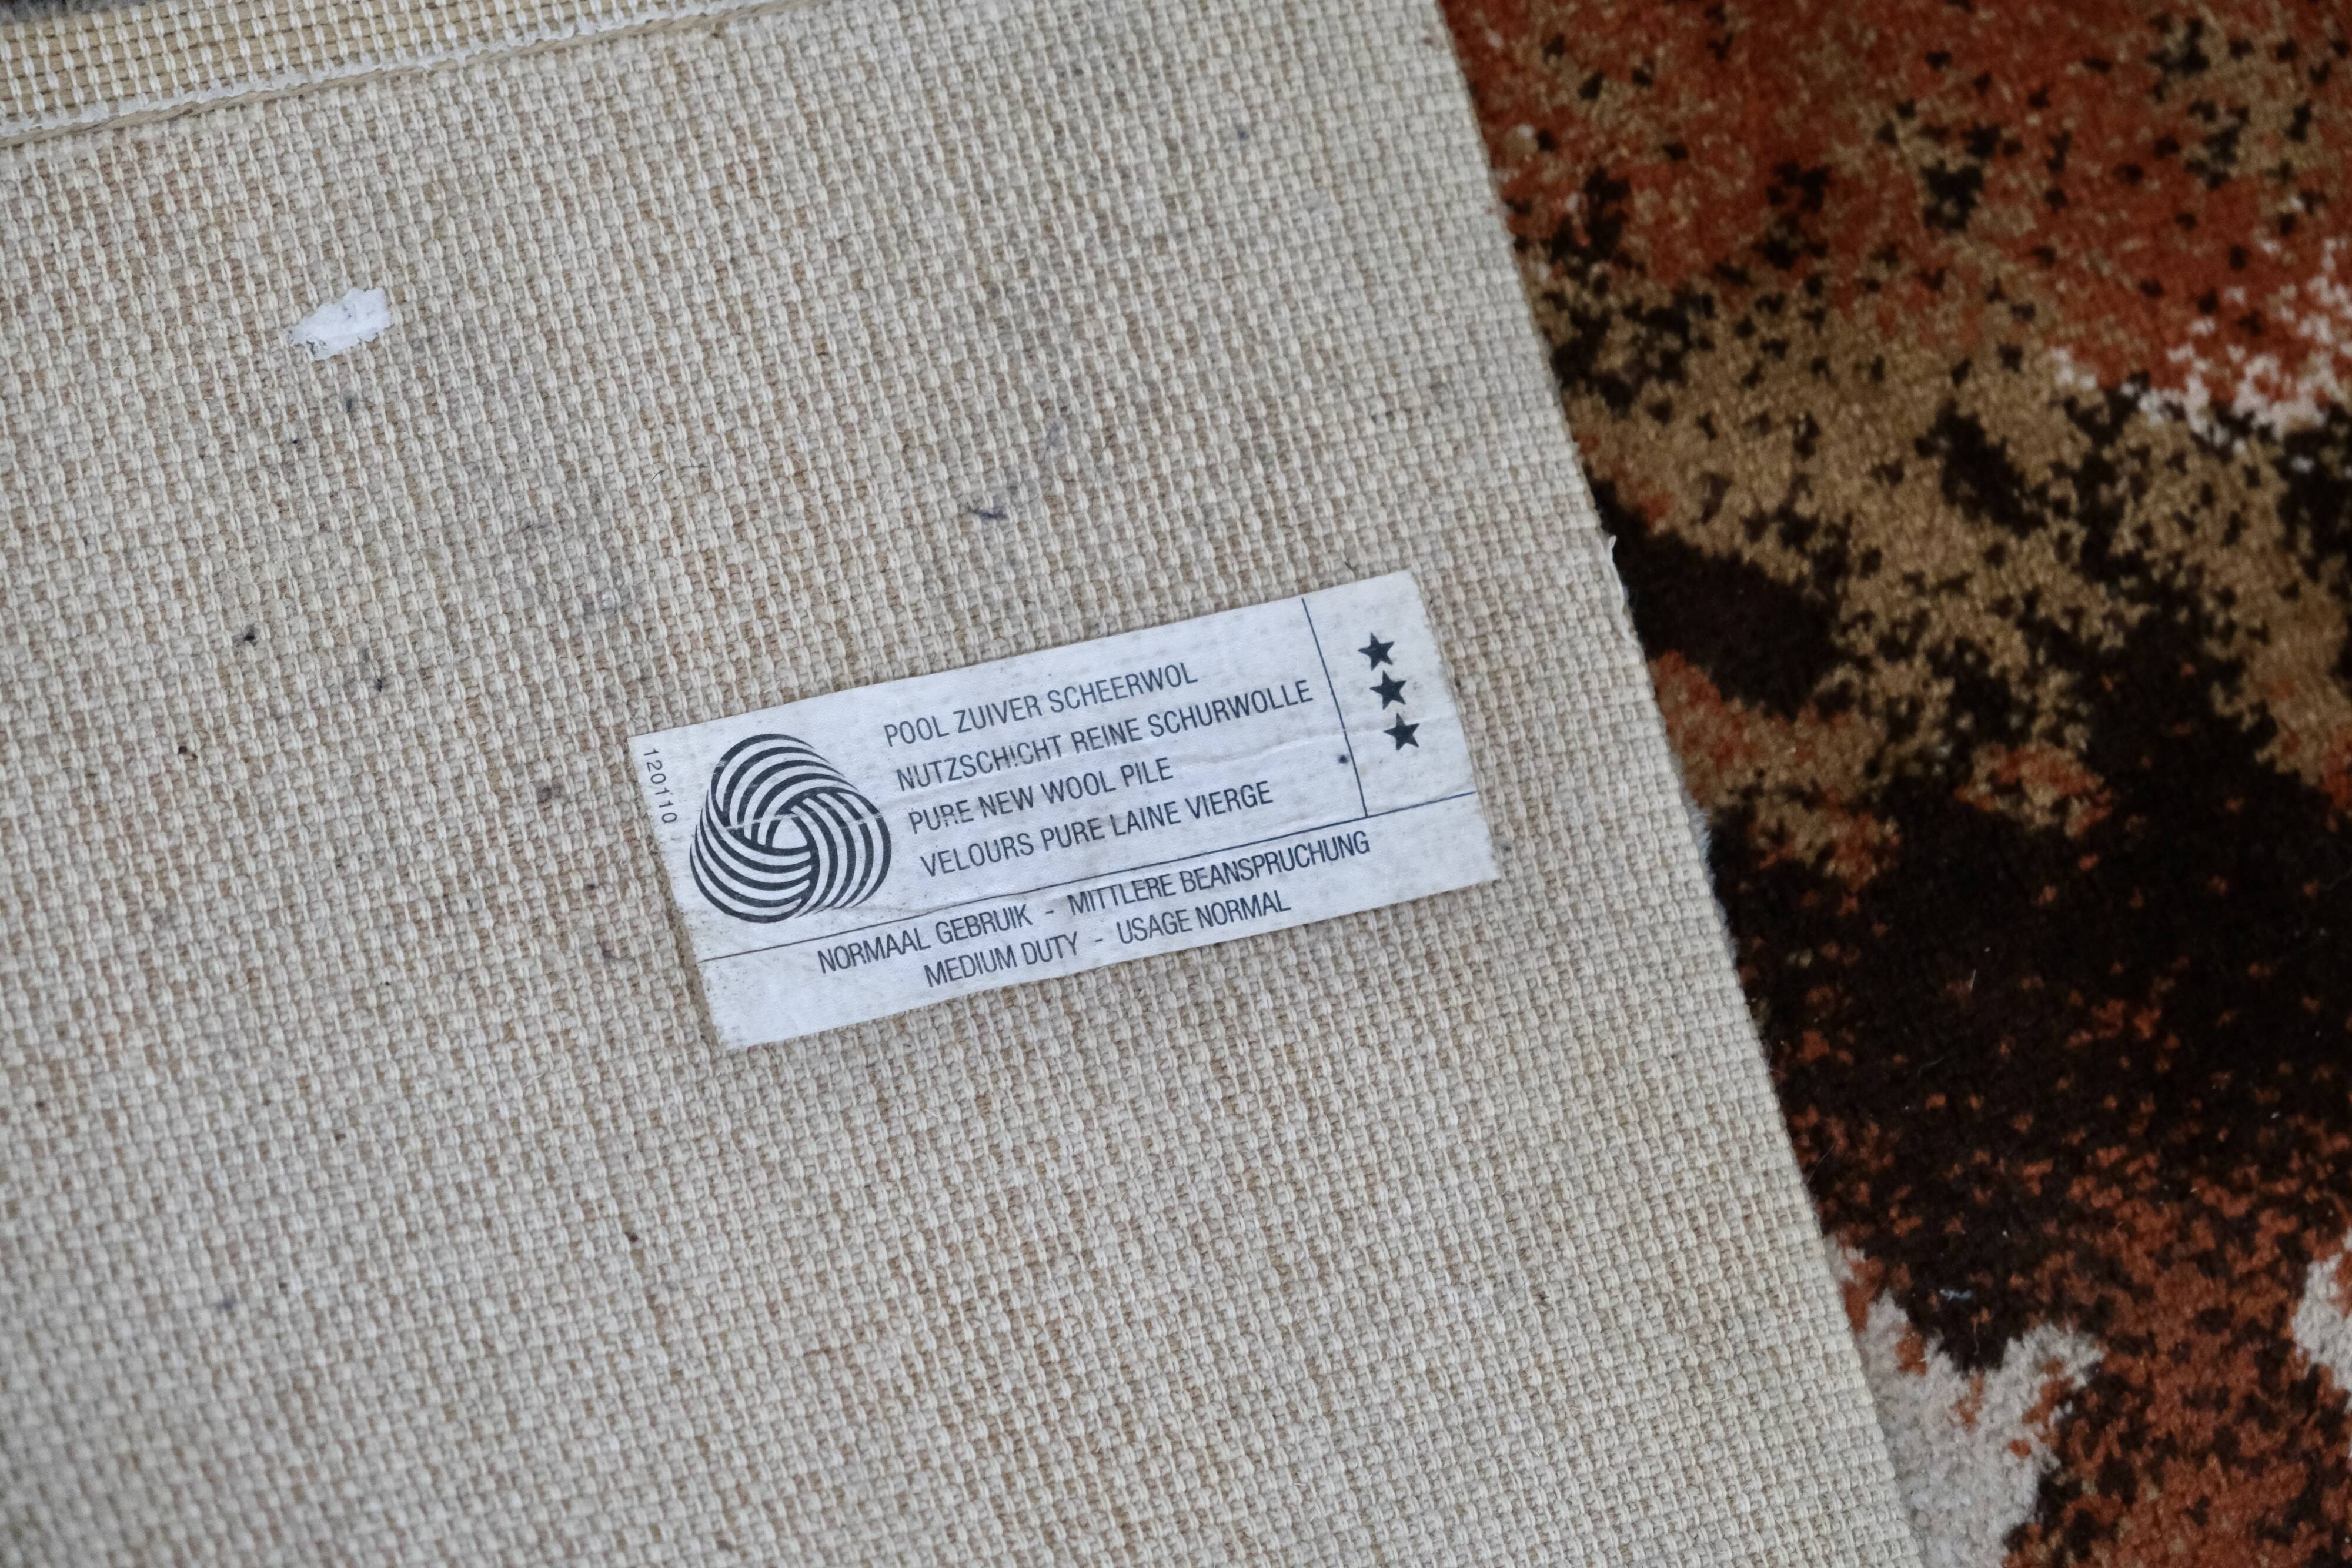 120110
POOL ZUIVER SCHEERWOL
NUTZSCHICHT REINE SCHURWOLLE
PURE NEW WOOL PILE
VELOURS PURE LAINE VIERGE
NORMAAL GEBRUIK - MITTLERE BEANSPRUCHUNG
MEDIUM DUTY - USAGE NORMAL